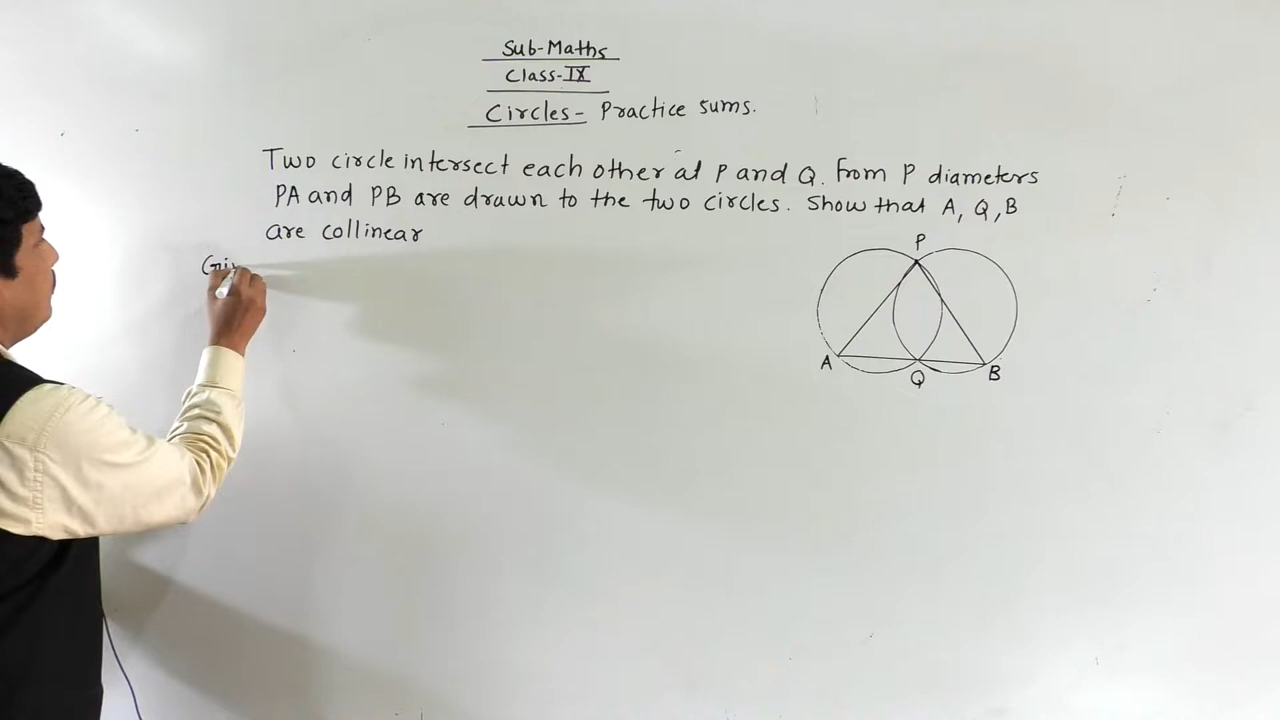 Sub-Maths
Class-IX
Circles- Practice sums.
Two circle intersect each other at P and Q. From P diameters
PA and PB are drawn to the two circles. Show that A, Q, B
are collinear
Gi
P
A
Q
B